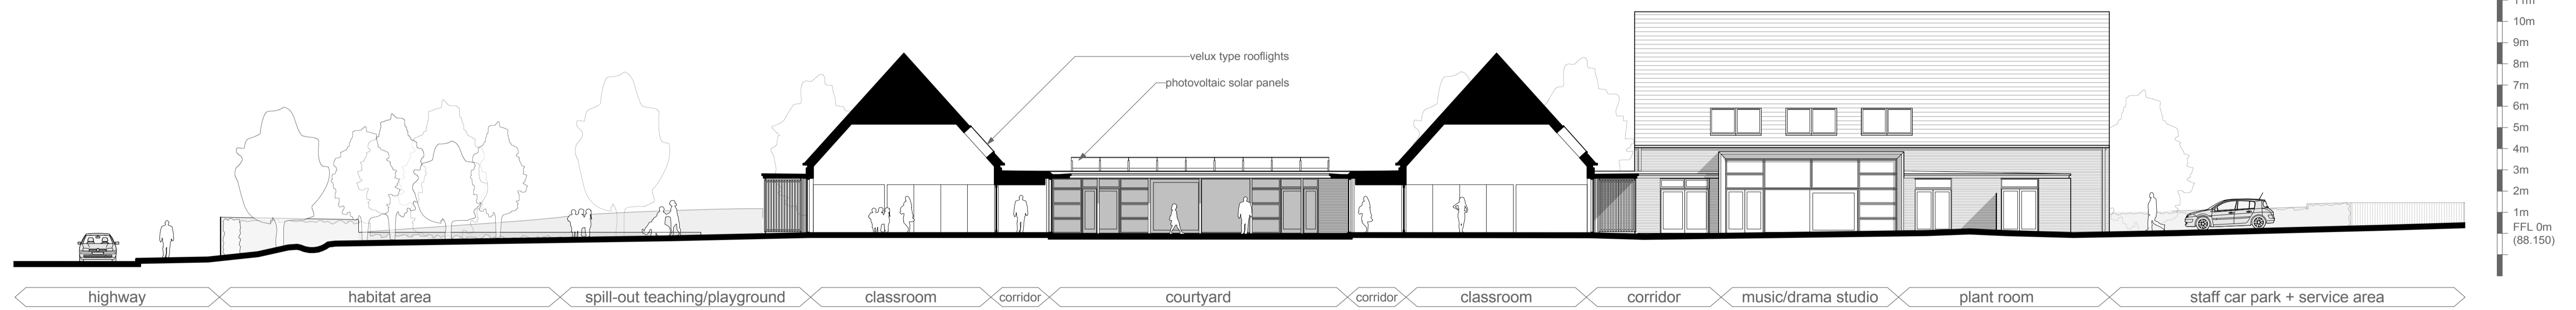 velux type rooflights
photovoltaic solar panels
11m
10m
9m
8m
7m
6m
5m
4m
3m
2m
1m
FFL 0m
(88.150)
highway
habitat area
spill-out teaching/playground
classroom
corridor
courtyard
corridor
classroom
corridor
music/drama studio
plant room
staff car park + service area